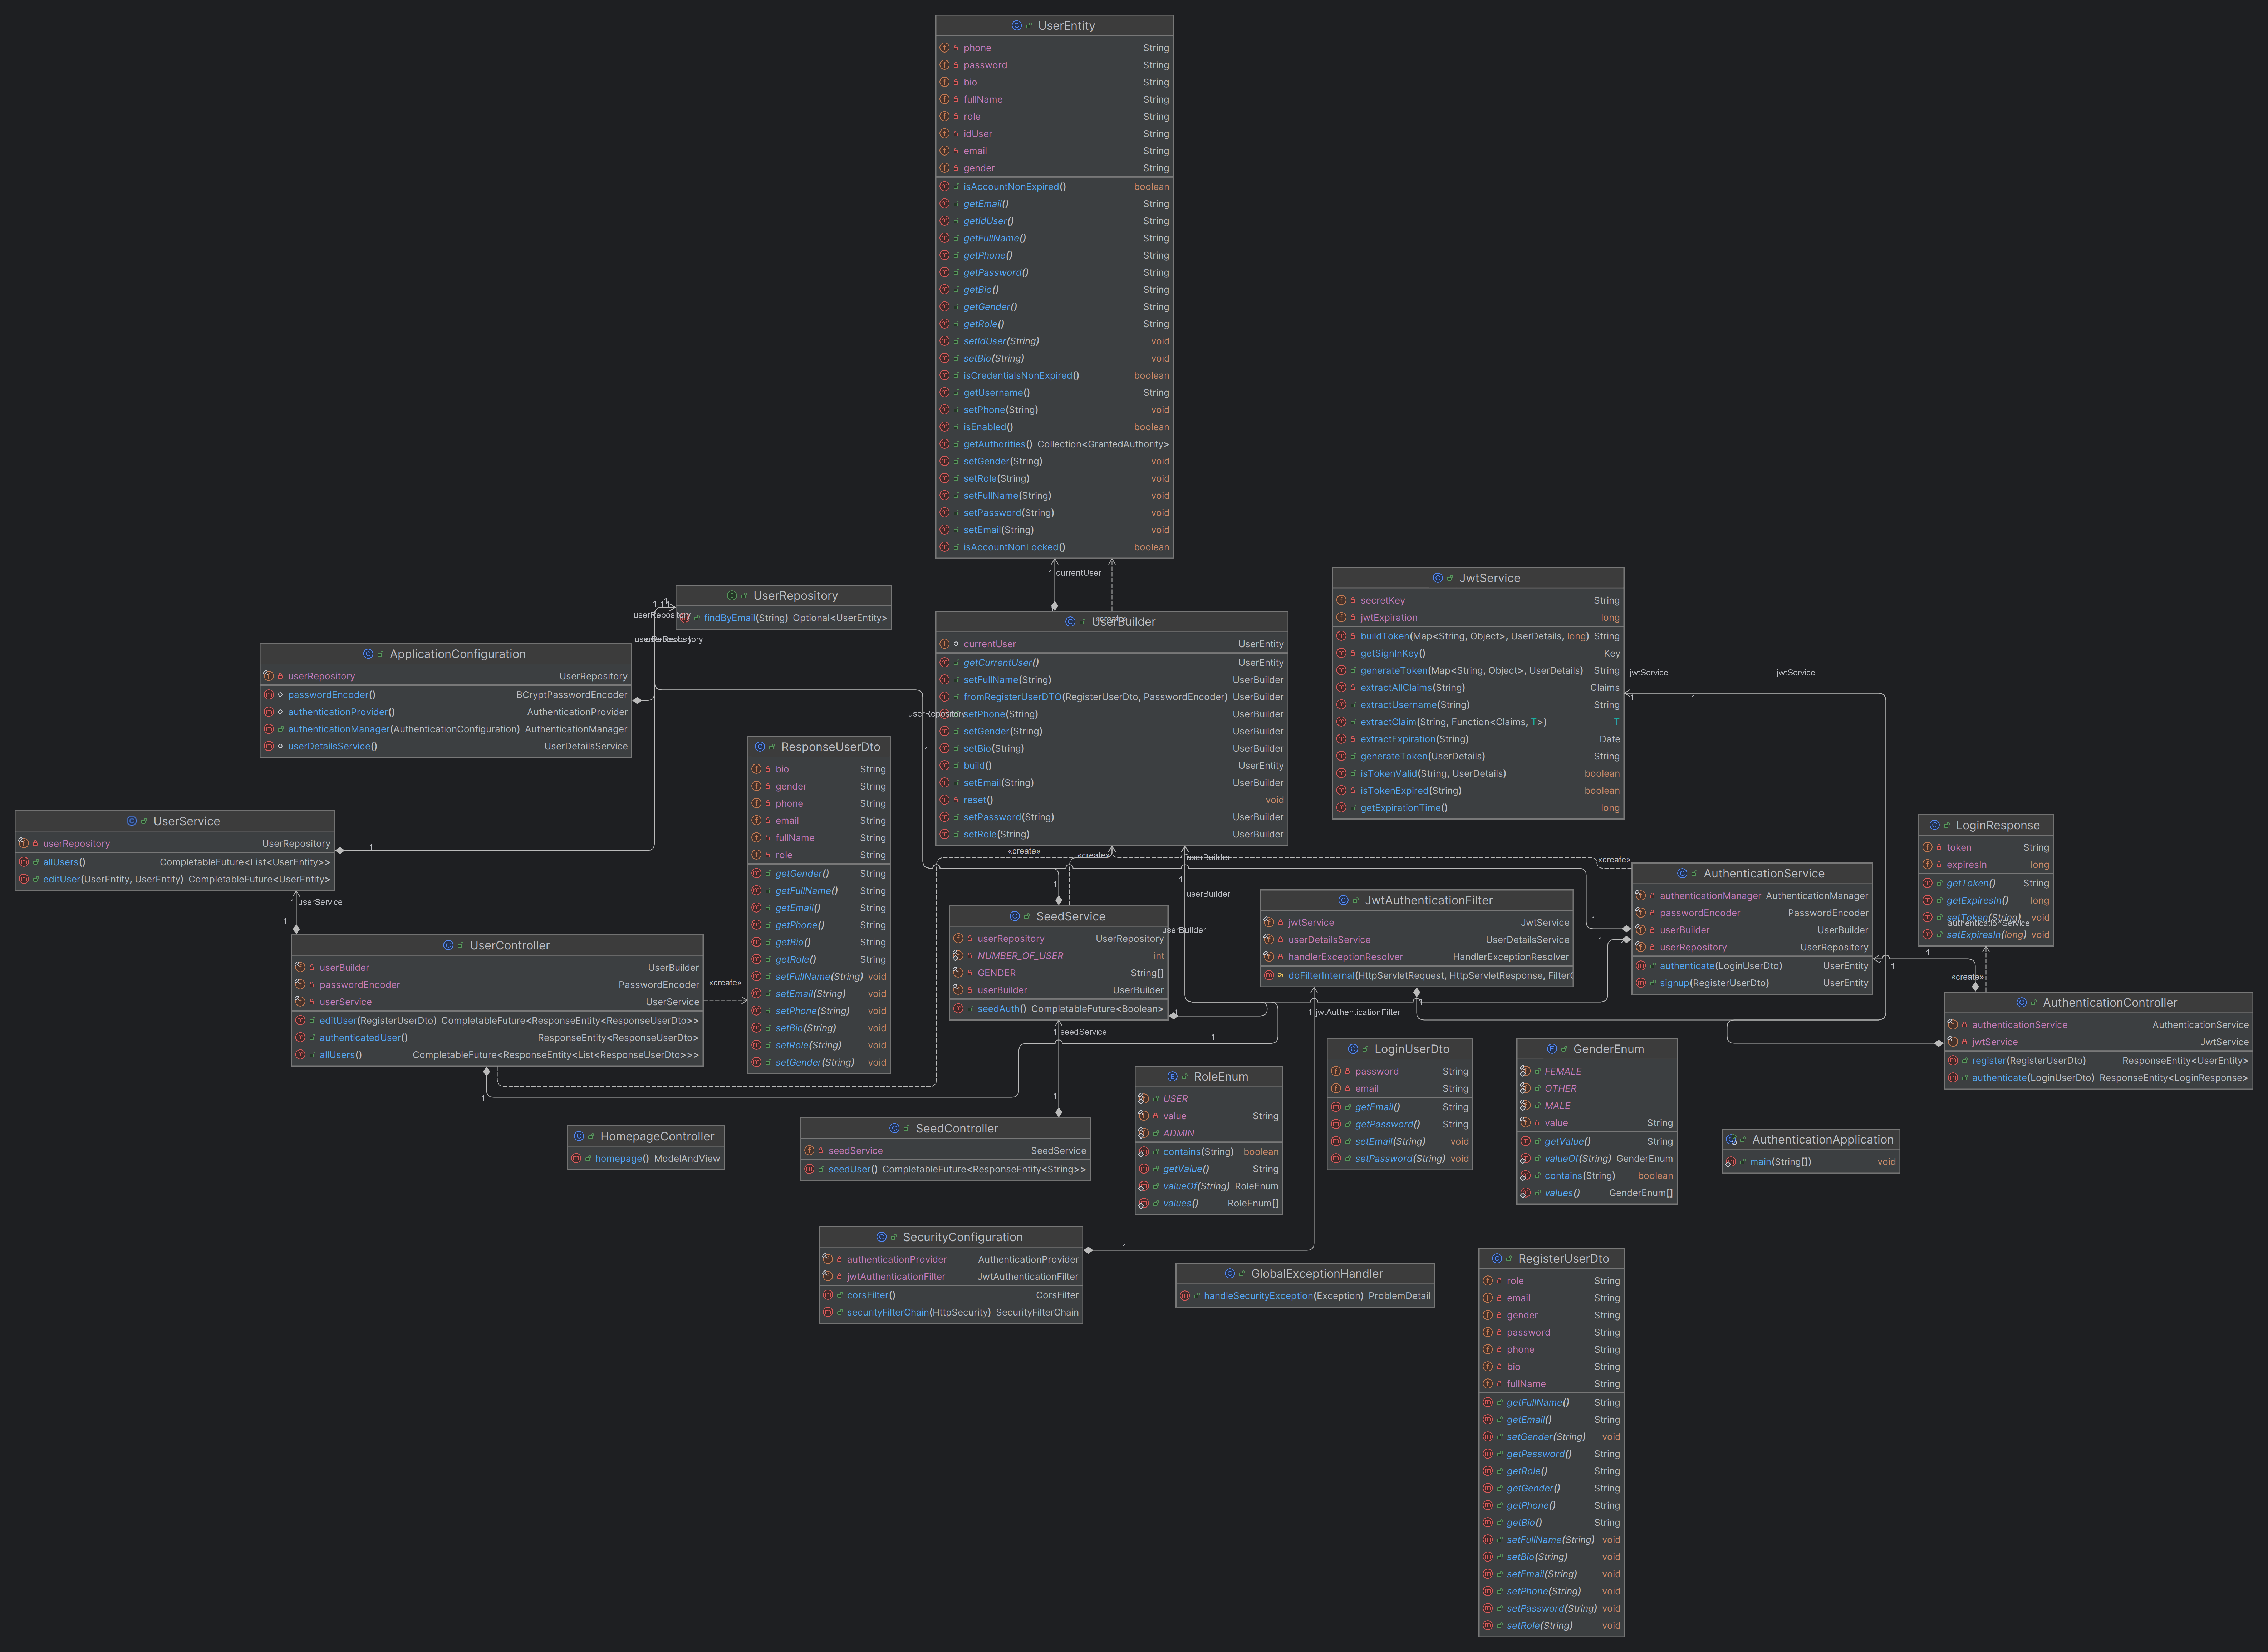 UserEntity
phone String
password String
bio String
fullName String
role String
idUser String
email String
gender String
isAccountNonExpired() boolean
getEmail() String
getIdUser() String
getFullName() String
getPhone() String
getPassword() String
getBio() String
getGender() String
getRole() String
setIdUser(String) void
setBio(String) void
isCredentialsNonExpired() boolean
getUsername() String
setPhone(String) void
isEnabled() boolean
getAuthorities() Collection<GrantedAuthority>
setGender(String) void
setRole(String) void
setFullName(String) void
setPassword(String) void
setEmail(String) void
isAccountNonLocked() boolean
1 currentUser
UserRepository
findByEmail(String) Optional<UserEntity>
1
userRepository
userRepository
ApplicationConfiguration
userRepository UserRepository
passwordEncoder() BCryptPasswordEncoder
authenticationProvider() AuthenticationProvider
authenticationManager(AuthenticationConfiguration) AuthenticationManager
userDetailsService() UserDetailsService
UserBuilder
«create»
currentUser UserEntity
getCurrentUser() UserEntity
setFullName(String) UserBuilder
fromRegisterUserDTO(RegisterUserDto, PasswordEncoder) UserBuilder
setPhone(String) UserBuilder
setGender(String) UserBuilder
setBio(String) UserBuilder
build() UserEntity
setEmail(String) UserBuilder
reset() void
setPassword(String) UserBuilder
setRole(String) UserBuilder
userRepository
1
JwtService
secretKey String
jwtExpiration long
buildToken(Map<String, Object>, UserDetails, long) String
getSignInKey() Key
generateToken(Map<String, Object>, UserDetails) String
extractAllClaims(String) Claims
extractUsername(String) String
extractClaim(String, Function<Claims, T>) T
extractExpiration(String) Date
generateToken(UserDetails) String
isTokenValid(String, UserDetails) boolean
isTokenExpired(String) boolean
getExpirationTime() long
jwtService
jwtService
1
1
ResponseUserDto
bio String
gender String
phone String
email String
fullName String
role String
getGender() String
getFullName() String
getEmail() String
getPhone() String
getBio() String
getRole() String
setFullName(String) void
setEmail(String) void
setPhone(String) void
setBio(String) void
setRole(String) void
setGender(String) void
UserService
userRepository UserRepository
allUsers() CompletableFuture<List<UserEntity>>
editUser(UserEntity, UserEntity) CompletableFuture<UserEntity>
1
1 userService
1
UserController
userBuilder UserBuilder
passwordEncoder PasswordEncoder
userService UserService
editUser(RegisterUserDto) CompletableFuture<ResponseEntity<ResponseUserDto>>
authenticatedUser() ResponseEntity<ResponseUserDto>
allUsers() CompletableFuture<ResponseEntity<List<ResponseUserDto>>>
«create»
1
«create»
«create»
userBuilder
«create»
1
1
userBuilder
userBuilder
SeedService
userRepository UserRepository
NUMBER_OF_USER int
GENDER String[]
userBuilder UserBuilder
seedAuth() CompletableFuture<Boolean>
1
1
1 seedService
1
JwtAuthenticationFilter
jwtService JwtService
userDetailsService UserDetailsService
handlerExceptionResolver HandlerExceptionResolver
doFilterInternal(HttpServletRequest, HttpServletResponse, FilterC
1 jwtAuthenticationFilter
1
AuthenticationService
authenticationManager AuthenticationManager
passwordEncoder PasswordEncoder
userBuilder UserBuilder
userRepository UserRepository
authenticate(LoginUserDto) UserEntity
signup(RegisterUserDto) UserEntity
1
1
1
1
1
1
LoginResponse
token String
expiresIn long
getToken() String
getExpiresIn() long
setToken(String) void
authenticationService
setExpiresIn(long) void
1
«create»
AuthenticationController
authenticationService AuthenticationService
jwtService JwtService
register(RegisterUserDto) ResponseEntity<UserEntity>
authenticate(LoginUserDto) ResponseEntity<LoginResponse>
LoginUserDto
password String
email String
getEmail() String
getPassword() String
setEmail(String) void
setPassword(String) void
GenderEnum
FEMALE
OTHER
MALE
value String
getValue() String
valueOf(String) GenderEnum
contains(String) boolean
values() GenderEnum[]
RoleEnum
USER
value String
ADMIN
contains(String) boolean
getValue() String
valueOf(String) RoleEnum
values() RoleEnum[]
HomepageController
homepage() ModelAndView
SeedController
seedService SeedService
seedUser() CompletableFuture<ResponseEntity<String>>
AuthenticationApplication
main(String[]) void
SecurityConfiguration
authenticationProvider AuthenticationProvider
jwtAuthenticationFilter JwtAuthenticationFilter
corsFilter() CorsFilter
securityFilterChain(HttpSecurity) SecurityFilterChain
1
GlobalExceptionHandler
handleSecurityException(Exception) ProblemDetail
RegisterUserDto
role String
email String
gender String
password String
phone String
bio String
fullName String
getFullName() String
getEmail() String
setGender(String) void
getPassword() String
getRole() String
getGender() String
getPhone() String
getBio() String
setFullName(String) void
setBio(String) void
setEmail(String) void
setPhone(String) void
setPassword(String) void
setRole(String) void